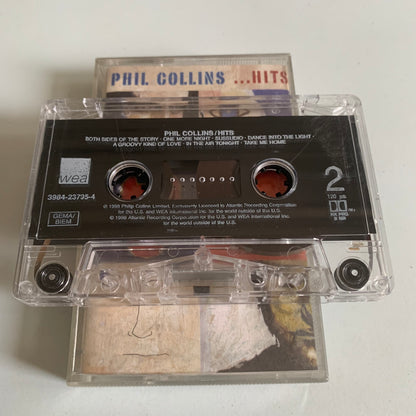 PHIL COLLINS ...HITS
PHIL COLLINS/HITS
BOTH SIDES OF THE STORY · ONE MORE NIGHT · SUSSUDIO · DANCE INTO THE LIGHT ·
A GROOVY KIND OF LOVE · IN THE AIR TONIGHT · TAKE ME HOME
wea
3984-23795-4
2
120 µs
GEMA/
BIEM
℗ 1998 Philip Collins Limited. Exclusively Licensed to Atlantic Recording Corporation
for the U.S. and WEA International Inc. for the world outside of the U.S.
© 1998 Atlantic Recording Corporation for the U.S. and WEA International Inc.
for the world outside of the U.S.